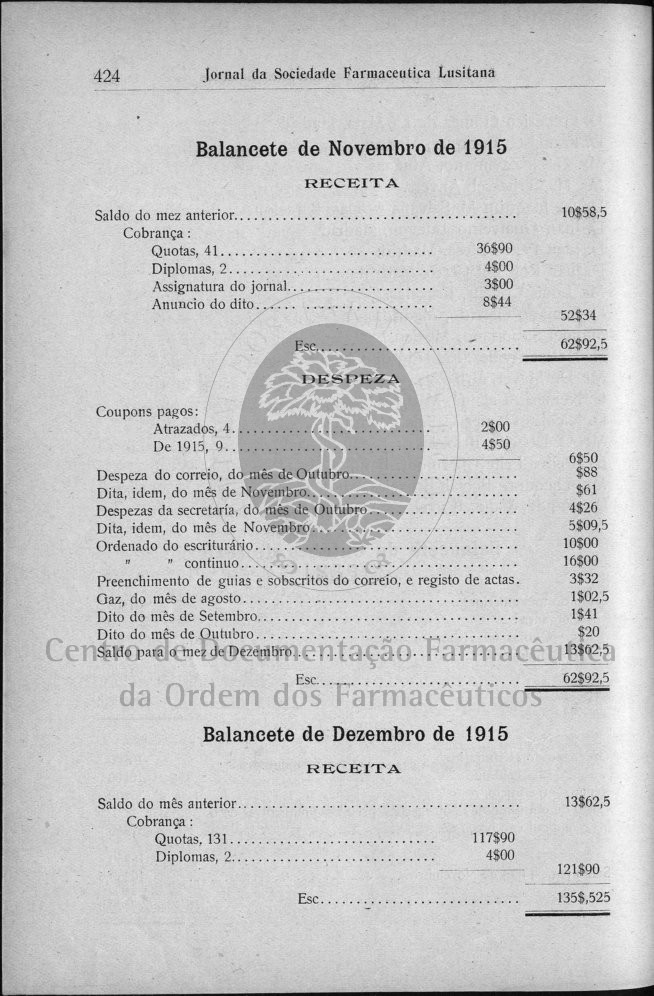 424
Jornal da Sociedade Farmaceutica Lusitana
Balancete de Novembro de 1915
RECEITA
Saldo do mez anterior........................................ 10$58,5
Cobrança :
Quotas, 41.............................. 36$90
Diplomas, 2............................. 4$00
Assignatura do jornal..................... 3$00
Anuncio do dito.......................... 8$44
52$34
Esc............................. 62$92,5
DESPEZA
Coupons pagos:
Atrazados, 4............................ 2$00
De 1915, 9............................. 4$50
6$50
Despeza do correio, do mês de Outubro........................ $88
Dita, idem, do mês de Novembro.............................. $61
Despezas da secretaría, do mês de Outubro..................... 4$26
Dita, idem, do mês de Novembro.............................. 5$09,5
Ordenado do escriturário..................................... 10$00
" " continuo....................................... 16$00
Preenchimento de guias e sobscritos do correio, e registo de actas. 3$32
Gaz, do mês de agosto....................................... 1$02,5
Dito do mês de Setembro..................................... 1$41
Dito do mês de Outubro...................................... $20
Saldo para o mez de Dezembro................................ 13$62,5
Centro de Documentação Farmacêutica
Esc............................. 62$92,5
da Ordem dos Farmacêuticos
Balancete de Dezembro de 1915
RECEITA
Saldo do mês anterior........................................ 13$62,5
Cobrança :
Quotas, 131............................. 117$90
Diplomas, 2............................. 4$00
121$90
Esc............................. 135$,525